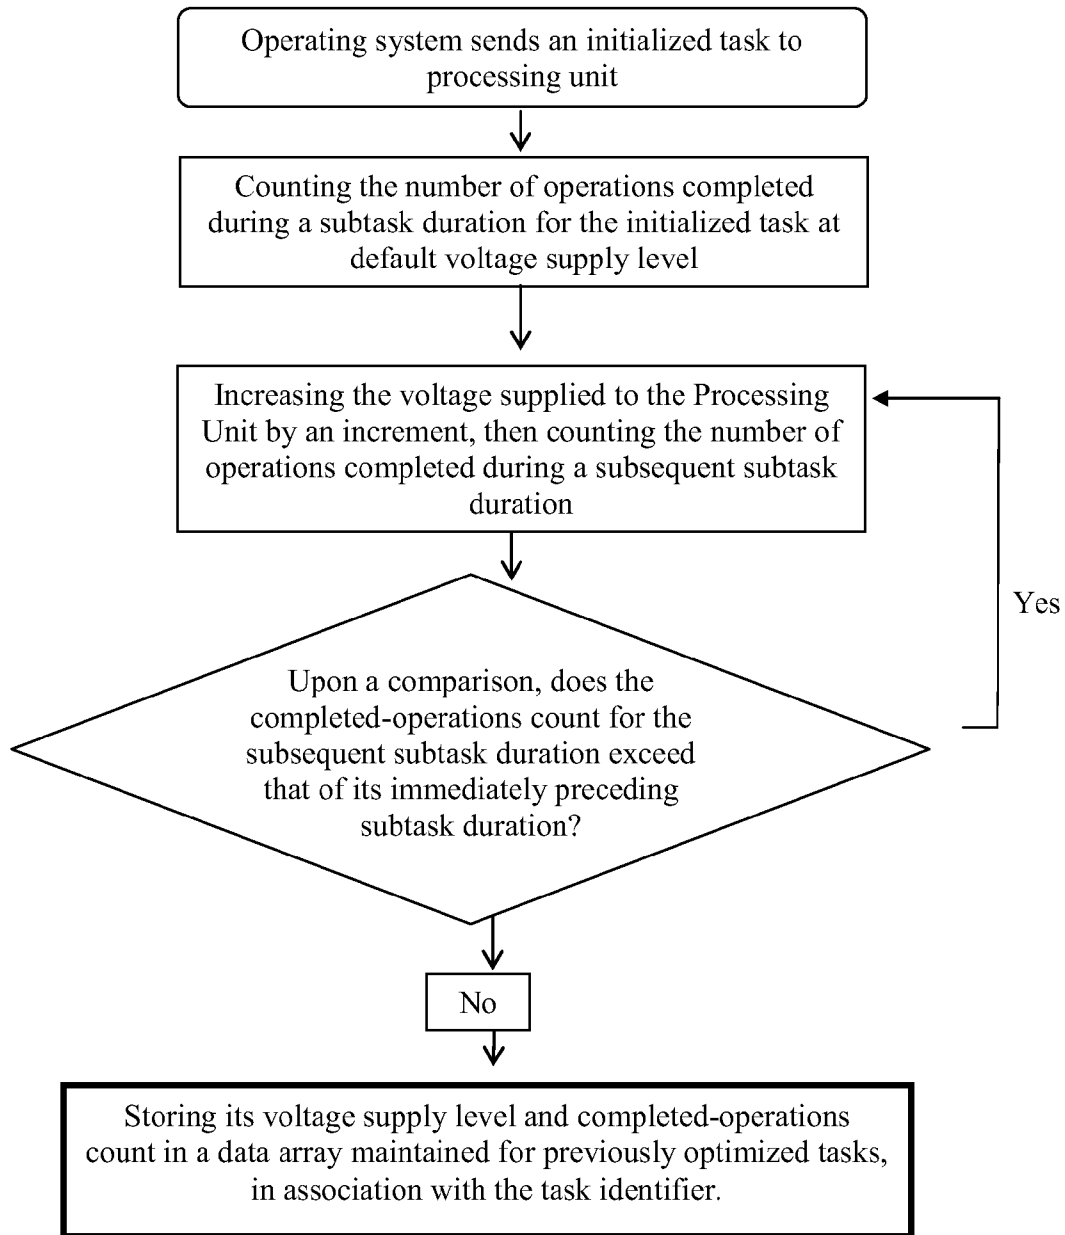 Operating system sends an initialized task to
processing unit
Counting the number of operations completed
during a subtask duration for the initialized task at
default voltage supply level
Increasing the voltage supplied to the Processing
Unit by an increment, then counting the number of
operations completed during a subsequent subtask
duration
Yes
Upon a comparison, does the
completed-operations count for the
subsequent subtask duration exceed
that of its immediately preceding
subtask duration?
No
Storing its voltage supply level and completed-operations
count in a data array maintained for previously optimized tasks,
in association with the task identifier.